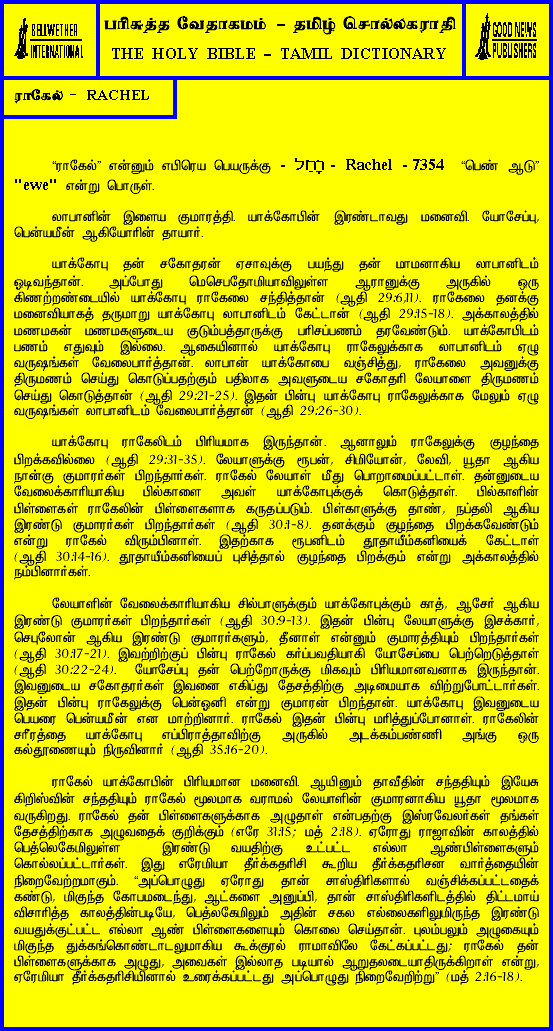 BELLWETHER
INTERNATIONAL
பரிசுத்த வேதாகமம் – தமிழ் சொல்லகராதி
THE HOLY BIBLE – TAMIL DICTIONARY
GOOD NEWS
PUBLISHERS
ராகேல் – RACHEL
“ராகேல்” என்னும் எபிரெய பெயருக்கு - רָחֵל - Rachel - 7354 “பெண் ஆடு”
"ewe" என்று பொருள்.
லாபானின் இளைய குமாரத்தி. யாக்கோபின் இரண்டாவது மனைவி. யோசேப்பு,
பென்யமீன் ஆகியோரின் தாயார்.
யாக்கோபு தன் சகோதரன் ஏசாவுக்கு பயந்து தன் மாமனாகிய லாபானிடம்
ஓடிவந்தான். அப்போது மெசெபதோமியாவிலுள்ள ஆரானுக்கு அருகில் ஒரு
கிணற்றண்டையில் யாக்கோபு ராகேலை சந்தித்தான் (ஆதி 29:6,11). ராகேலை தனக்கு
மனைவியாகத் தருமாறு யாக்கோபு லாபானிடம் கேட்டான் (ஆதி 29:15-18). அக்காலத்தில்
மணமகன் மணமகளுடைய குடும்பத்தாருக்கு பரிசப்பணம் தரவேண்டும். யாக்கோபிடம்
பணம் எதுவும் இல்லை. ஆகையினால் யாக்கோபு ராகேலுக்காக லாபானிடம் ஏழு
வருஷங்கள் வேலைபார்த்தான். லாபான் யாக்கோபை வஞ்சித்து, ராகேலை அவனுக்கு
திருமணம் செய்து கொடுப்பதற்கும் பதிலாக அவளுடைய சகோதரி லேயாளை திருமணம்
செய்து கொடுத்தான் (ஆதி 29:21-25). இதன் பின்பு யாக்கோபு ராகேலுக்காக மேலும் ஏழு
வருஷங்கள் லாபானிடம் வேலைபார்த்தான் (ஆதி 29:26-30).
யாக்கோபு ராகேலிடம் பிரியமாக இருந்தான். ஆனாலும் ராகேலுக்கு குழந்தை
பிறக்கவில்லை (ஆதி 29:31-35). லேயாளுக்கு ரூபன், சிமியோன், லேவி, யூதா ஆகிய
நான்கு குமாரர்கள் பிறந்தார்கள். ராகேல் லேயாள் மீது பொறாமைப்பட்டாள். தன்னுடைய
வேலைக்காரியாகிய பில்காளை அவள் யாக்கோபுக்குக் கொடுத்தாள். பில்காளின்
பிள்ளைகள் ராகேலின் பிள்ளைகளாக கருதப்படும். பில்காளுக்கு தாண், நப்தலி ஆகிய
இரண்டு குமாரர்கள் பிறந்தார்கள் (ஆதி 30:1-8). தனக்கும் குழந்தை பிறக்கவேண்டும்
என்று ராகேல் விரும்பினாள். இதற்காக ரூபனிடம் தூதாயீம்கனியைக் கேட்டாள்
(ஆதி 30:14-16). தூதாயீம்கனியைப் புசித்தால் குழந்தை பிறக்கும் என்று அக்காலத்தில்
நம்பினார்கள்.
லேயாளின் வேலைக்காரியாகிய சில்பாளுக்கும் யாக்கோபுக்கும் காத், ஆசேர் ஆகிய
இரண்டு குமாரர்கள் பிறந்தார்கள் (ஆதி 30:9-13). இதன் பின்பு லேயாளுக்கு இசக்கார்,
செபுலோன் ஆகிய இரண்டு குமாரர்களும், தீனாள் என்னும் குமாரத்தியும் பிறந்தார்கள்
(ஆதி 30:17-21). இவற்றிற்குப் பின்பு ராகேல் கர்ப்பவதியாகி யோசேப்பை பெற்றெடுத்தாள்
(ஆதி 30:22-24). யோசேப்பு தன் பெற்றோருக்கு மிகவும் பிரியமானவனாக இருந்தான்.
இவனுடைய சகோதரர்கள் இவனை எகிப்து தேசத்திற்கு அடிமையாக விற்றுபோட்டார்கள்.
இதன் பின்பு ராகேலுக்கு பென்ஒனி என்று குமாரன் பிறந்தான். யாக்கோபு இவனுடைய
பெயரை பென்யமீன் என மாற்றினார். ராகேல் இதன் பின்பு மரித்துப்போனாள். ராகேலின்
சரீரத்தை யாக்கோபு எப்பிராத்தாவிற்கு அருகில் அடக்கம்பண்ணி அங்கு ஒரு
கல்தூணையும் நிருவினார் (ஆதி 35:16-20).
ராகேல் யாக்கோபின் பிரியமான மனைவி. ஆயினும் தாவீதின் சந்ததியும் இயேசு
கிறிஸ்வின் சந்ததியும் ராகேல் மூலமாக வராமல் லேயாளின் குமாரனாகிய யூதா மூலமாக
வருகிறது. ராகேல் தன் பிள்ளைகளுக்காக அழுதாள் என்பதற்கு இஸ்ரவேலர்கள் தங்கள்
தேசத்திற்காக அழுவதைக் குறிக்கும் (எரே 31:15; மத் 2:18). ஏரோது ராஜாவின் காலத்தில்
பெத்லெகேமிலுள்ள இரண்டு வயதிற்கு உட்பட்ட எல்லா ஆண்பிள்ளைகளும்
கொல்லப்பட்டார்கள். இது எரேமியா தீர்க்கதரிசி கூறிய தீர்க்கதரிசன வார்த்தையின்
நிறைவேற்றமாகும். “அப்பொழுது ஏரோது தான் சாஸ்திரிகளால் வஞ்சிக்கப்பட்டதைக்
கண்டு, மிகுந்த கோபமடைந்து, ஆட்களை அனுப்பி, தான் சாஸ்திரிகளிடத்தில் திட்டமாய்
விசாரித்த காலத்தின்படியே, பெத்லகேமிலும் அதின் சகல எல்லைகளிலுமிருந்த இரண்டு
வயதுக்குட்பட்ட எல்லா ஆண் பிள்ளைகளையும் கொலை செய்தான். புலம்பலும் அழுகையும்
மிகுந்த துக்கங்கொண்டாடலுமாகிய கூக்குரல் ராமாவிலே கேட்கப்பட்டது; ராகேல் தன்
பிள்ளைகளுக்காக அழுது, அவைகள் இல்லாத படியால் ஆறுதலடையாதிருக்கிறாள் என்று,
ஏரேமியா தீர்க்கதரிசியினால் உரைக்கப்பட்டது அப்பொழுது நிறைவேறிற்று” (மத் 2:16-18).